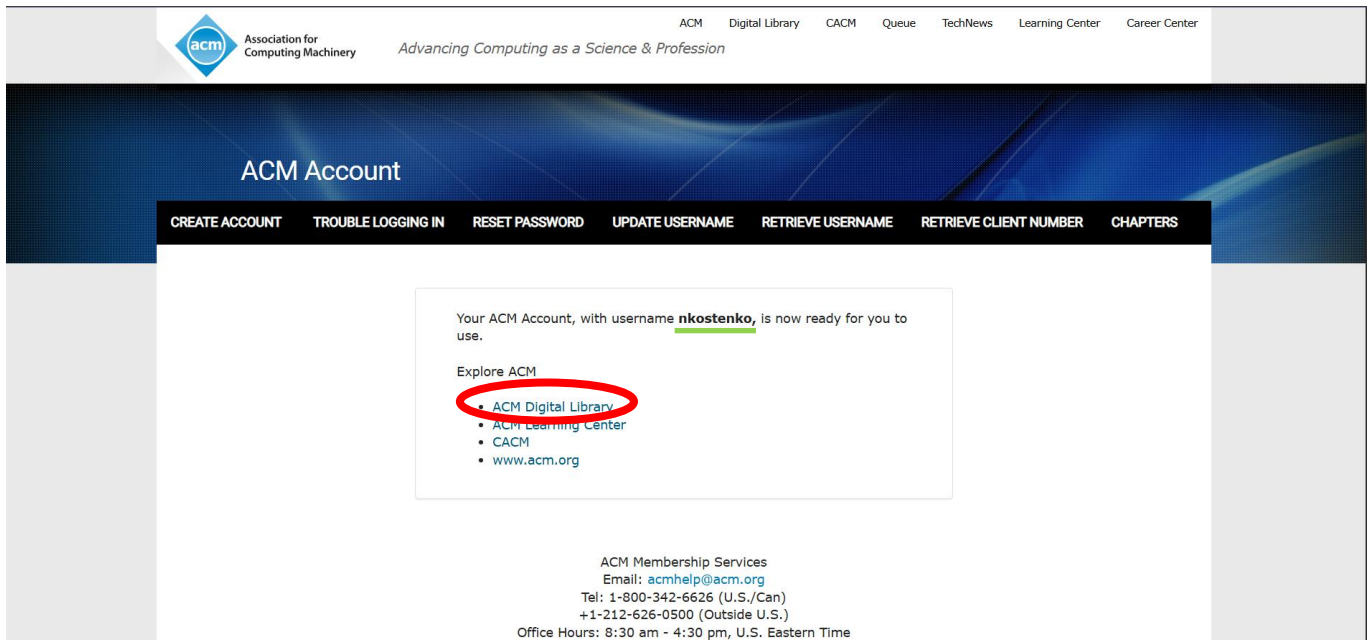 ACM Digital Library CACM Queue TechNews Learning Center Career Center
acm
Association for
Computing Machinery
Advancing Computing as a Science & Profession
ACM Account
CREATE ACCOUNT TROUBLE LOGGING IN RESET PASSWORD UPDATE USERNAME RETRIEVE USERNAME RETRIEVE CLIENT NUMBER CHAPTERS
Your ACM Account, with username nkostenko, is now ready for you to
use.
Explore ACM
• ACM Digital Library
• ACM Learning Center
• CACM
• www.acm.org
ACM Membership Services
Email: acmhelp@acm.org
Tel: 1-800-342-6626 (U.S./Can)
+1-212-626-0500 (Outside U.S.)
Office Hours: 8:30 am - 4:30 pm, U.S. Eastern Time